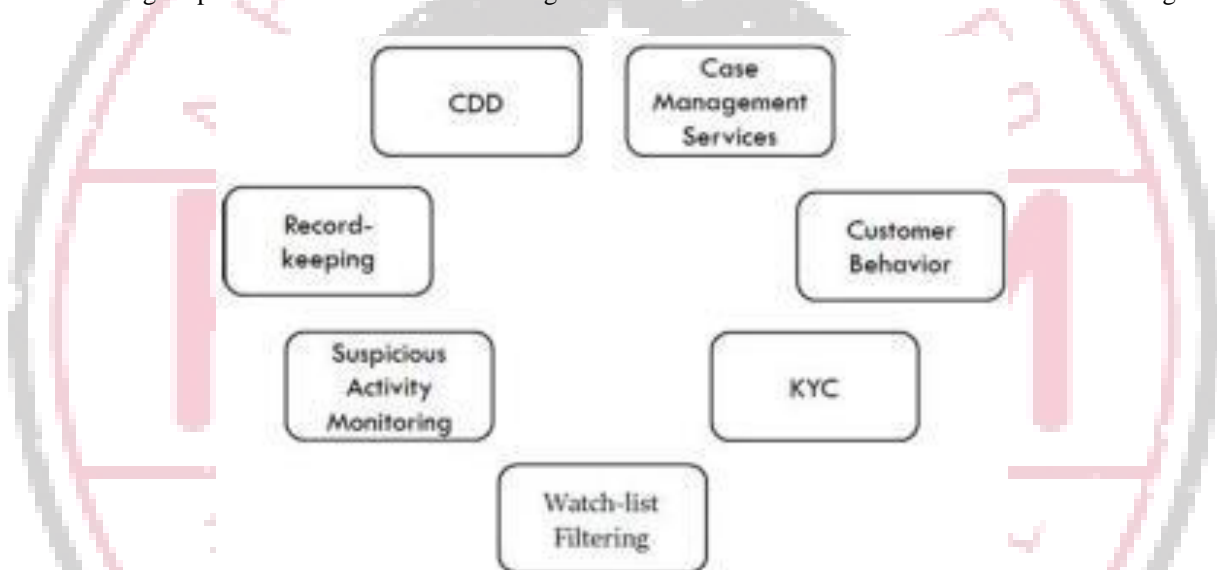 CDD
Case
Management
Services
Record-
keeping
Customer
Behavior
Suspicious
Activity
Monitoring
KYC
Watch-list
Filtering